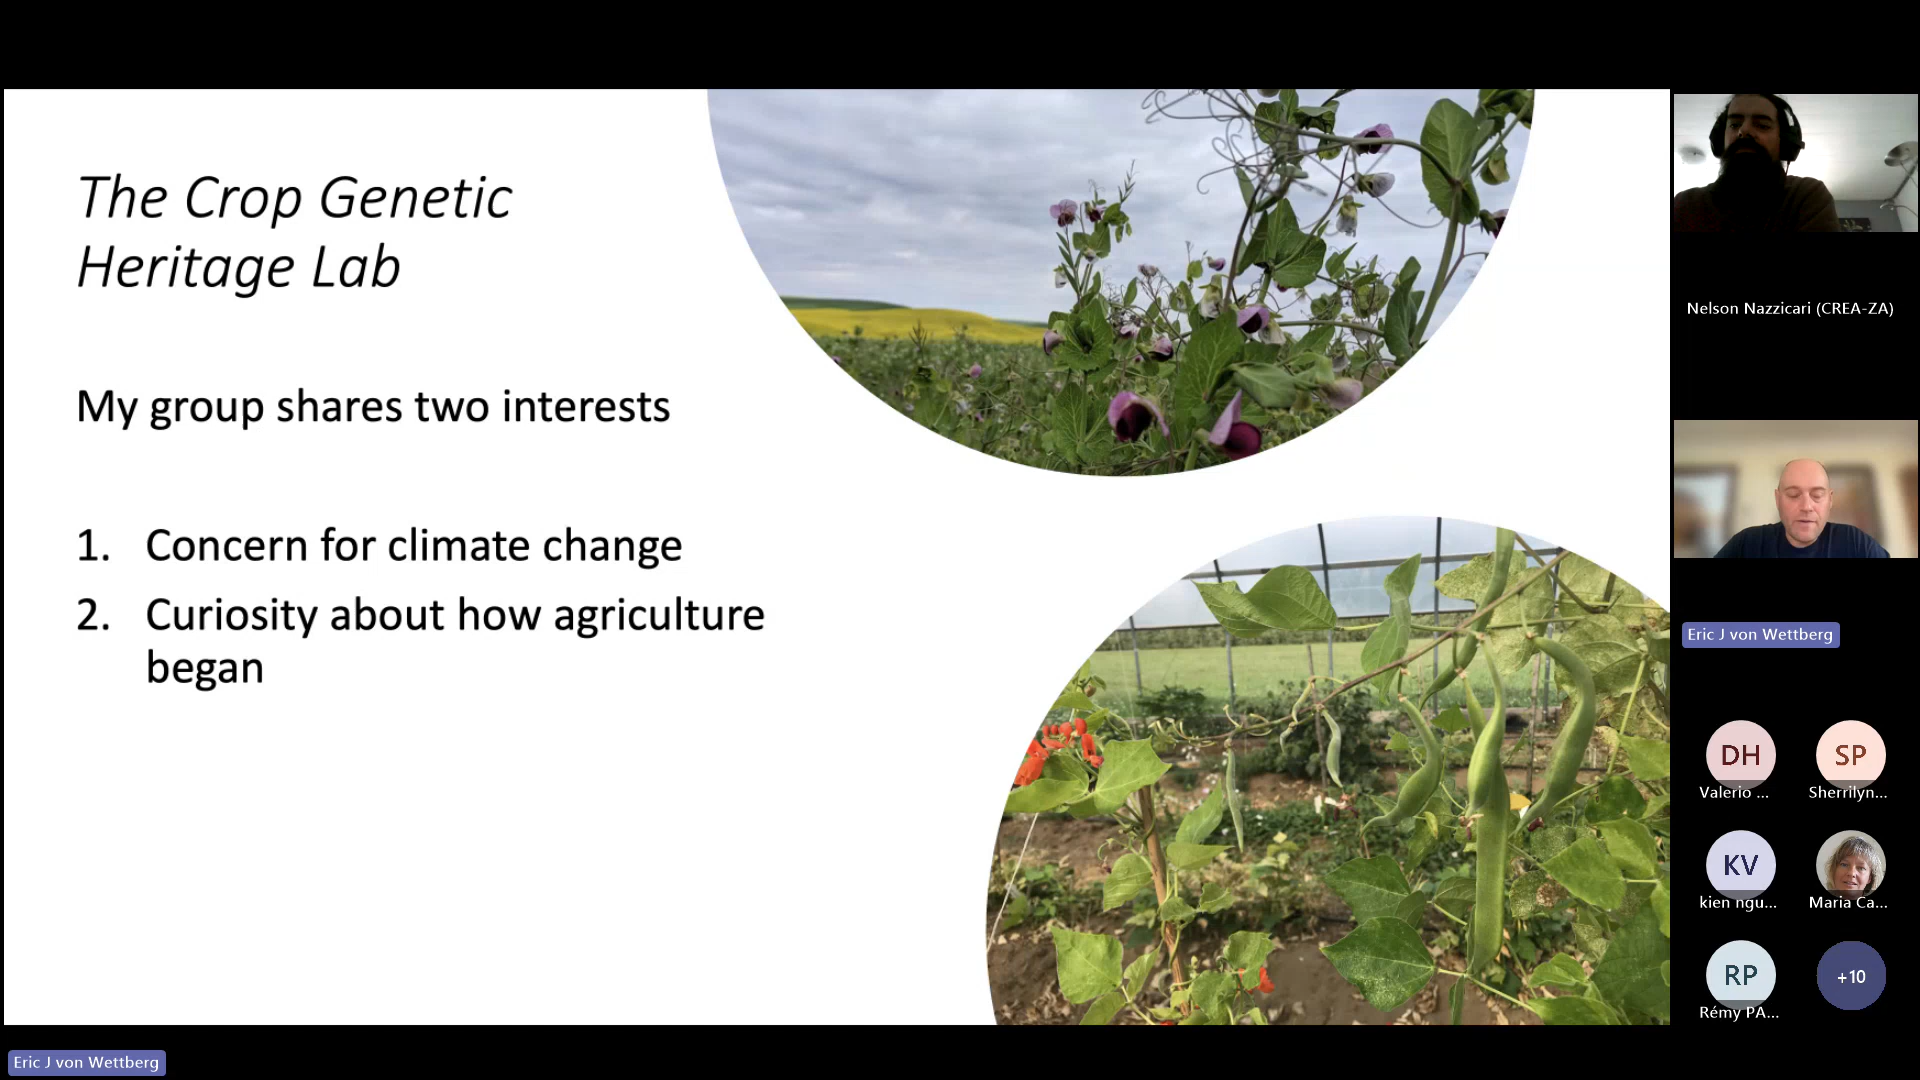 The Crop Genetic
Heritage Lab
My group shares two interests
1. Concern for climate change
2. Curiosity about how agriculture
began
Nelson Nazzicari (CREA-ZA)
Eric J von Wettberg
DH
Valerio ...
SP
Sherrilyn...
KV
kien ngu...
Maria Ca...
RP
Rémy PA...
+10
Eric J von Wettberg